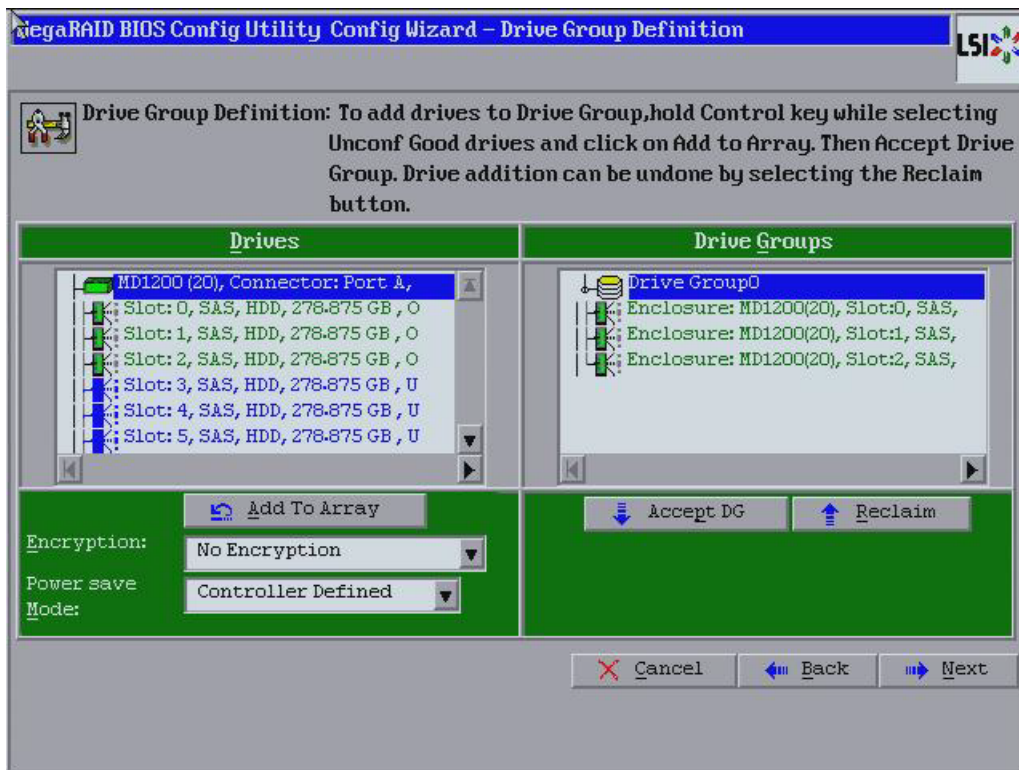 MegaRAID BIOS Config Utility Config Wizard – Drive Group Definition
LSI
Drive Group Definition: To add drives to Drive Group,hold Control key while selecting
Unconf Good drives and click on Add to Array. Then Accept Drive
Group. Drive addition can be undone by selecting the Reclaim
button.
Drives
MD1200 (20), Connector: Port A,
Slot: 0, SAS, HDD, 278.875 GB , O
Slot: 1, SAS, HDD, 278.875 GB , O
Slot: 2, SAS, HDD, 278.875 GB , O
Slot: 3, SAS, HDD, 278.875 GB , U
Slot: 4, SAS, HDD, 278.875 GB , U
Slot: 5, SAS, HDD, 278.875 GB , U
Add To Array
Encryption:
No Encryption
Power save
Mode:
Controller Defined
Drive Groups
Drive Group0
Enclosure: MD1200(20), Slot:0, SAS,
Enclosure: MD1200(20), Slot:1, SAS,
Enclosure: MD1200(20), Slot:2, SAS,
Accept DG
Reclaim
Cancel
Back
Next